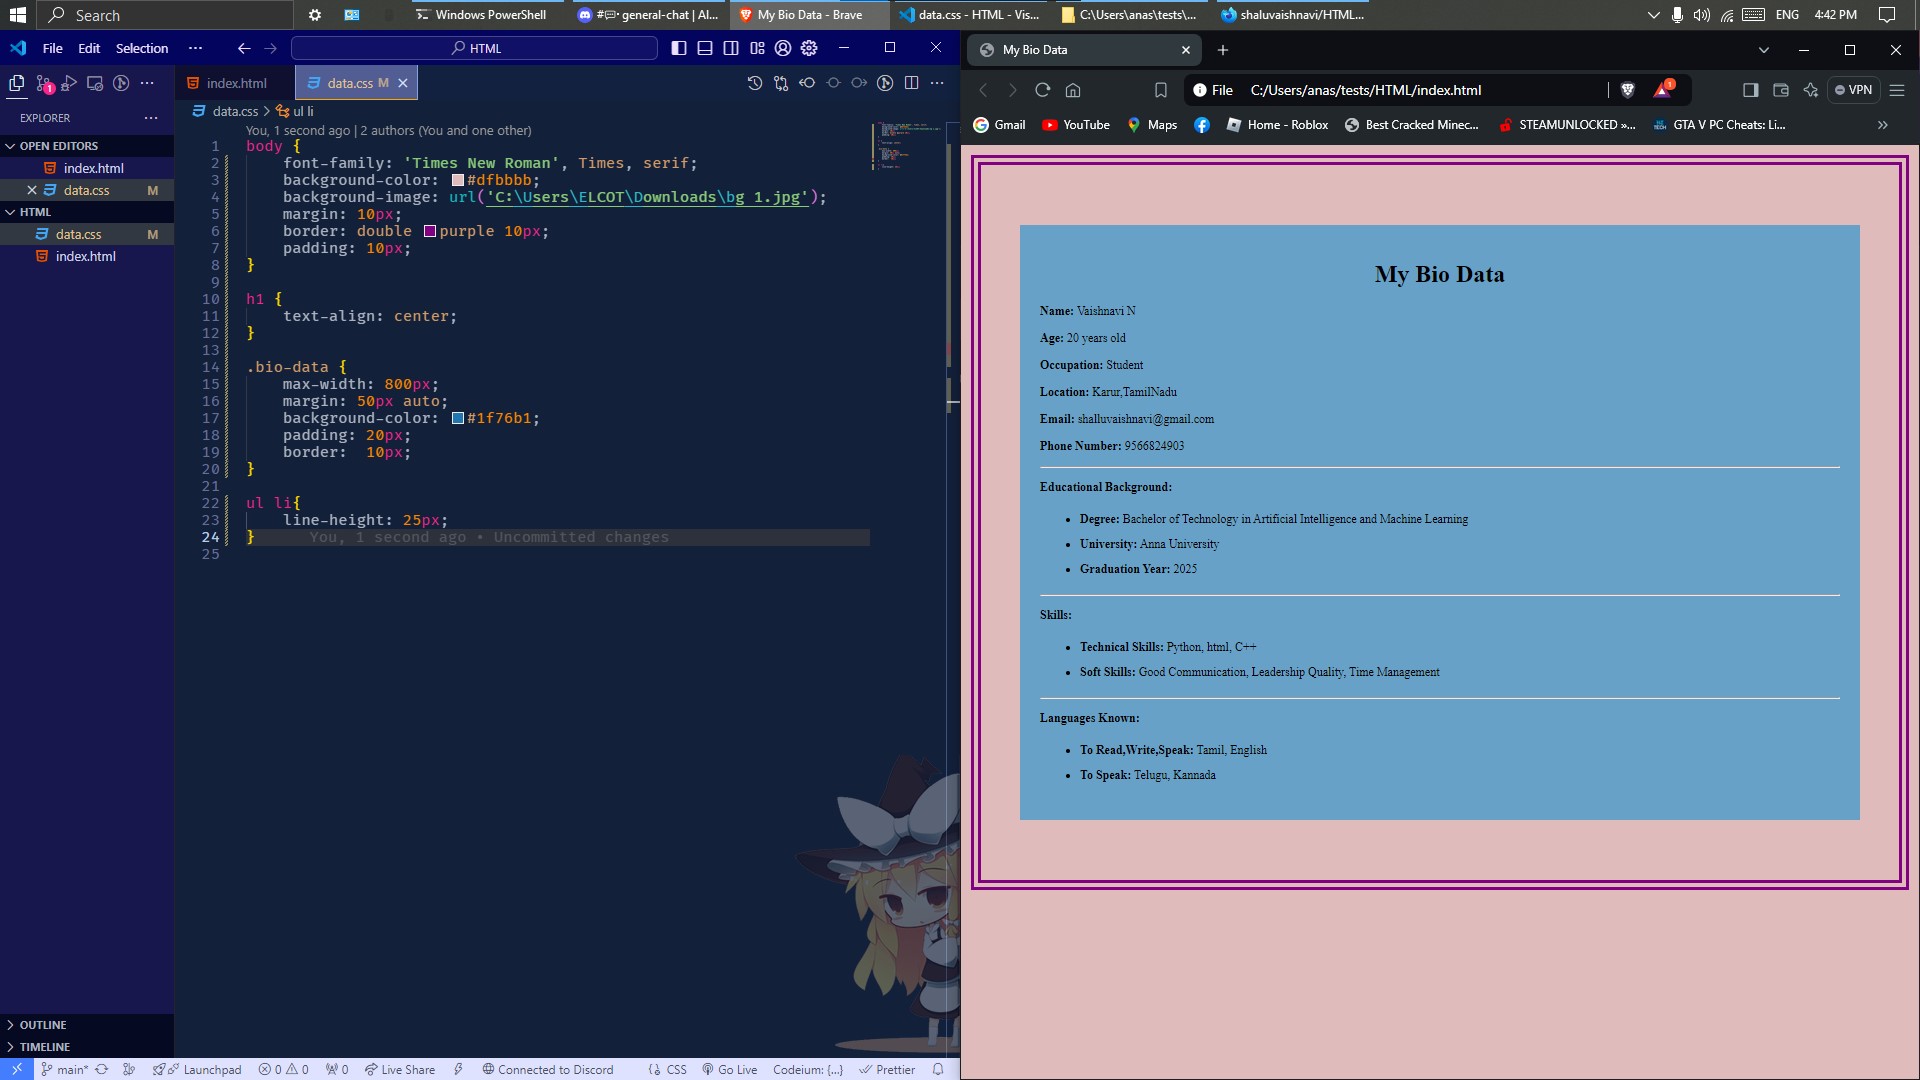 Search
Windows PowerShell
#💬・general-chat | Al...
My Bio Data - Brave
data.css - HTML - Vis...
C:\Users\anas\tests\...
shaluvaishnavi/HTML...
ENG
4:42 PM
File
Edit
Selection
···
HTML
index.html
data.css M
data.css > ul li
EXPLORER
OPEN EDITORS
index.html
data.css M
HTML
data.css M
index.html
OUTLINE
TIMELINE
You, 1 second ago | 2 authors (You and one other)
1 body {
2 font-family: 'Times New Roman', Times, serif;
3 background-color: #dfbbbb;
4 background-image: url('C:\Users\ELCOT\Downloads\bg 1.jpg');
5 margin: 10px;
6 border: double purple 10px;
7 padding: 10px;
8 }
9
10 h1 {
11 text-align: center;
12 }
13
14 .bio-data {
15 max-width: 800px;
16 margin: 50px auto;
17 background-color: #1f76b1;
18 padding: 20px;
19 border:  10px;
20 }
21
22 ul li{
23 line-height: 25px;
24 } You, 1 second ago • Uncommitted changes
25
main*
Launchpad
0 0
0
Live Share
Connected to Discord
CSS
Go Live
Codeium: {...}
Prettier
My Bio Data
File C:/Users/anas/tests/HTML/index.html
1
VPN
Gmail
YouTube
Maps
Home - Roblox
Best Cracked Minec...
STEAMUNLOCKED »...
GTA V PC Cheats: Li...
My Bio Data
Name: Vaishnavi N
Age: 20 years old
Occupation: Student
Location: Karur,TamilNadu
Email: shalluvaishnavi@gmail.com
Phone Number: 9566824903
Educational Background:
• Degree: Bachelor of Technology in Artificial Intelligence and Machine Learning
• University: Anna University
• Graduation Year: 2025
Skills:
• Technical Skills: Python, html, C++
• Soft Skills: Good Communication, Leadership Quality, Time Management
Languages Known:
• To Read,Write,Speak: Tamil, English
• To Speak: Telugu, Kannada